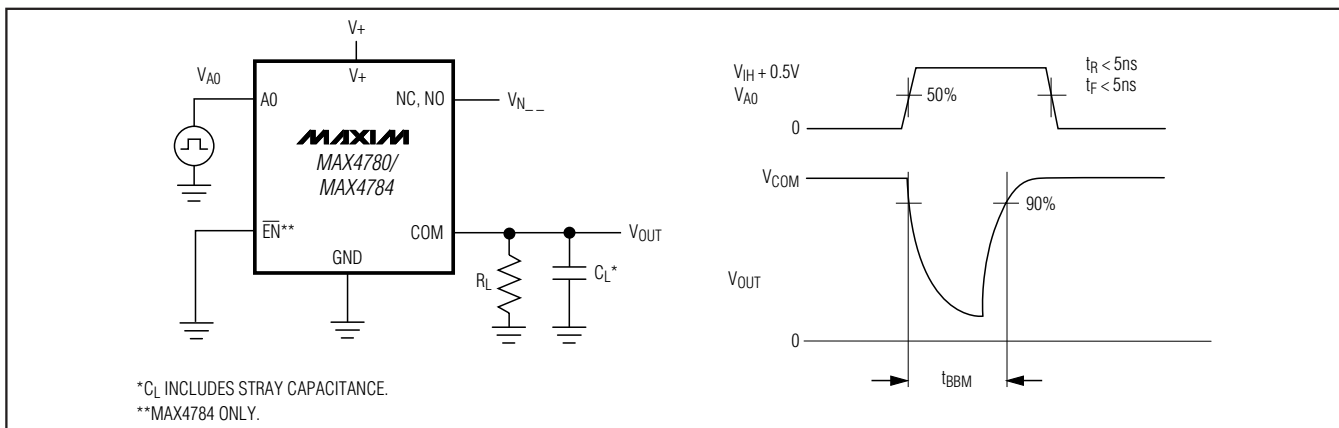 V+
V+
VA0
A0
NC, NO
VN_ _
MAXIM
MAX4780/
MAX4784
EN**
COM
VOUT
GND
RL
CL*
*CL INCLUDES STRAY CAPACITANCE.
**MAX4784 ONLY.
VIH + 0.5V
VA0
0
50%
tR < 5ns
tF < 5ns
VCOM
90%
VOUT
0
tBBM